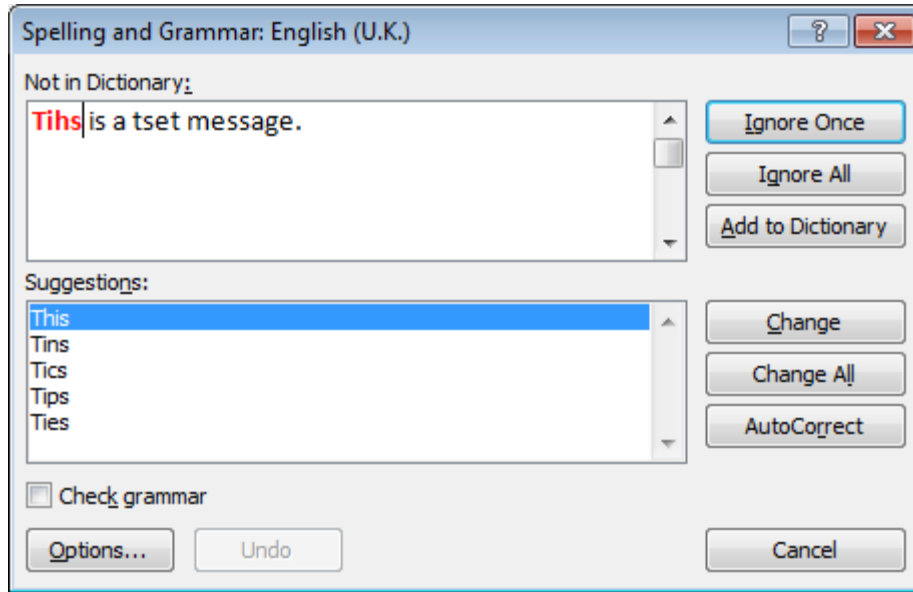 Spelling and Grammar: English (U.K.)
Not in Dictionary:
Tihs is a tset message.
Ignore Once
Ignore All
Add to Dictionary
Suggestions:
This
Tins
Tics
Tips
Ties
Change
Change All
AutoCorrect
Check grammar
Options...
Undo
Cancel